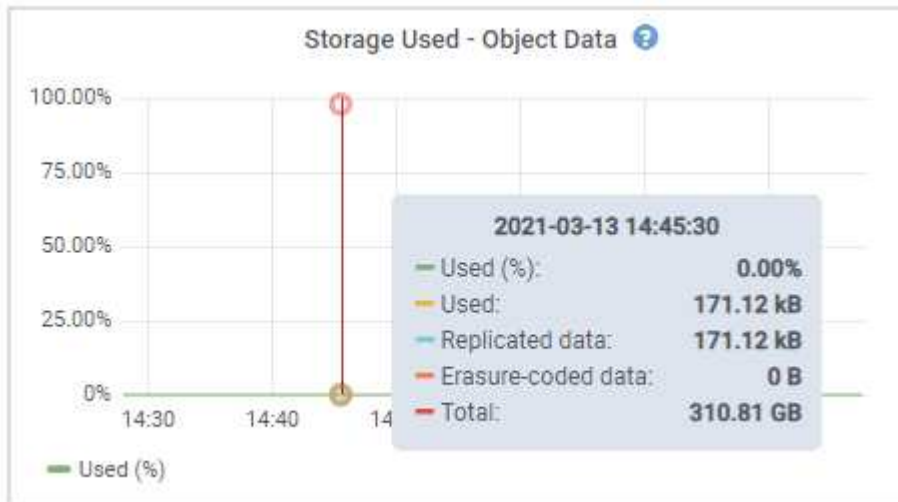 Storage Used - Object Data ?
100.00%
75.00%
50.00%
25.00%
0%
14:30 14:40 14
2021-03-13 14:45:30
Used (%): 0.00%
Used: 171.12 kB
Replicated data: 171.12 kB
Erasure-coded data: 0 B
Total: 310.81 GB
Used (%)